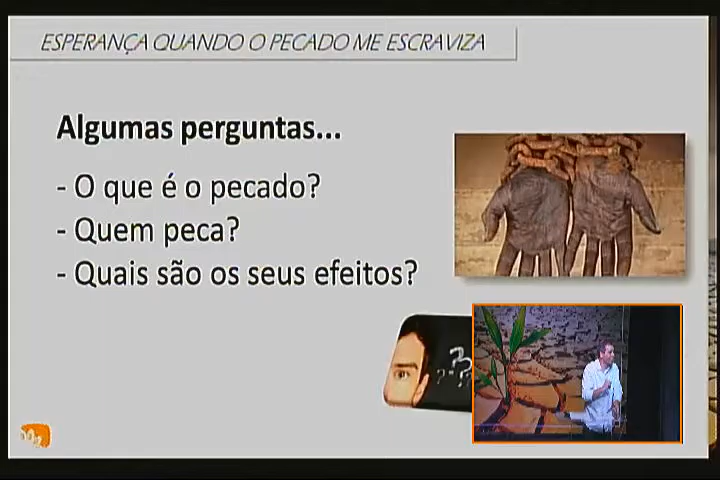 ESPERANÇA QUANDO O PECADO ME ESCRAVIZA
Algumas perguntas...
- O que é o pecado?
- Quem peca?
- Quais são os seus efeitos?
???